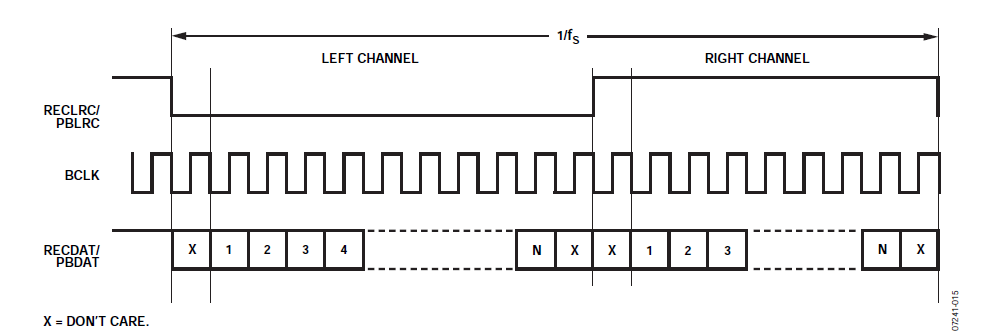 1/fS
LEFT CHANNEL
RIGHT CHANNEL
RECLRC/
PBLRC
BCLK
RECDAT/
PBDAT
X 1 2 3 4 N X X 1 2 3 N X
X = DON'T CARE.
07241-015